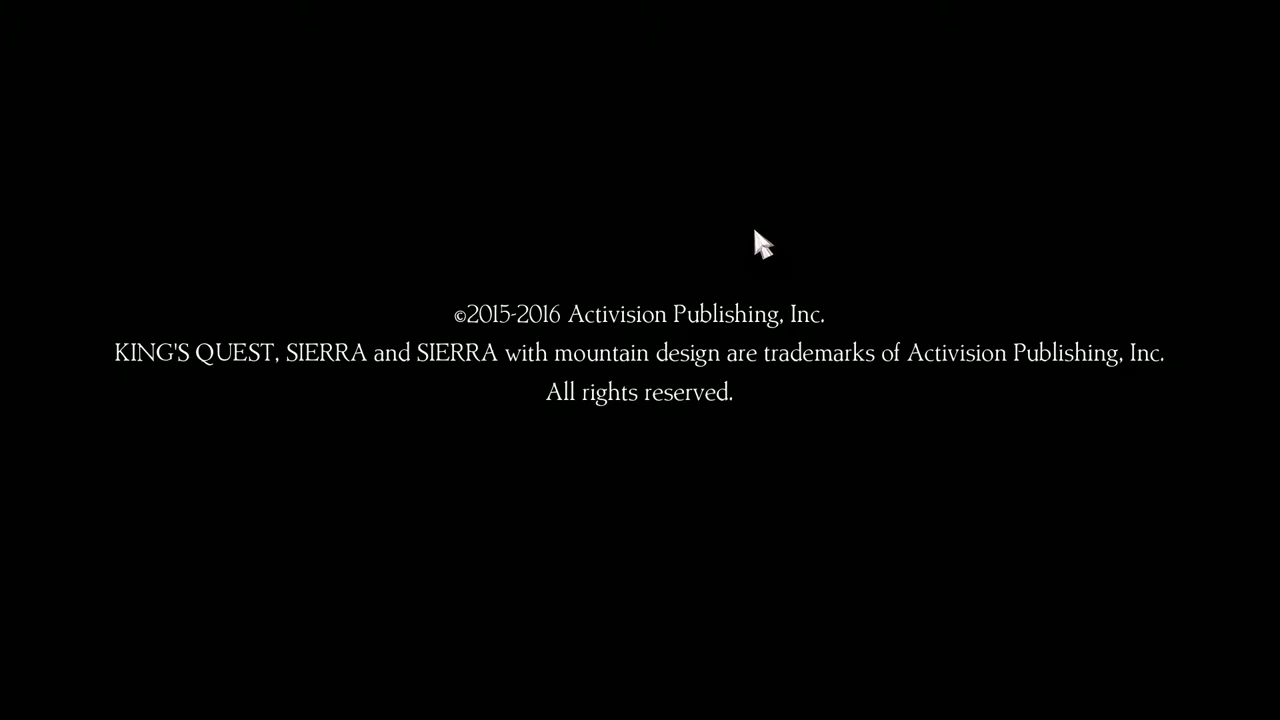 ©2015-2016 Activision Publishing, Inc.
KING'S QUEST, SIERRA and SIERRA with mountain design are trademarks of Activision Publishing, Inc.
All rights reserved.